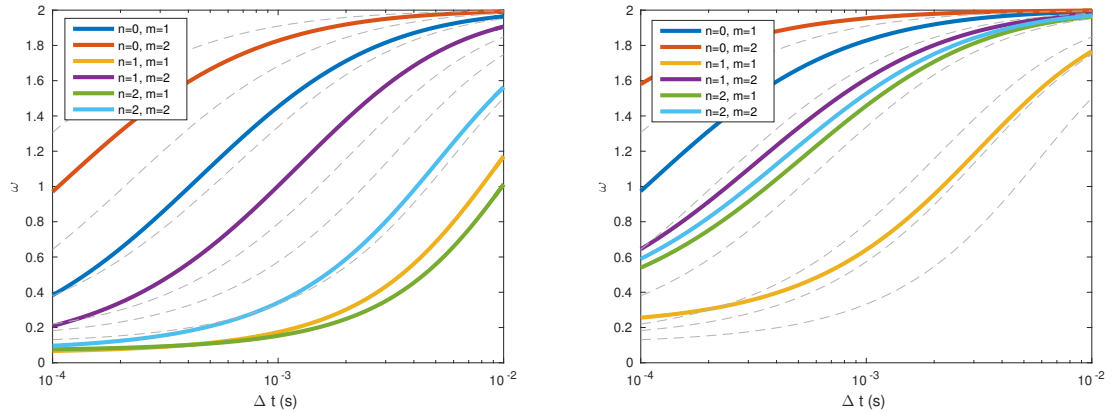 2
1.8
1.6
1.4
1.2
1
0.8
0.6
0.4
0.2
0
ω
n=0, m=1
n=0, m=2
n=1, m=1
n=1, m=2
n=2, m=1
n=2, m=2
10^-4
10^-3
10^-2
Δ t (s)
2
1.8
1.6
1.4
1.2
1
0.8
0.6
0.4
0.2
0
ω
n=0, m=1
n=0, m=2
n=1, m=1
n=1, m=2
n=2, m=1
n=2, m=2
10^-4
10^-3
10^-2
Δ t (s)